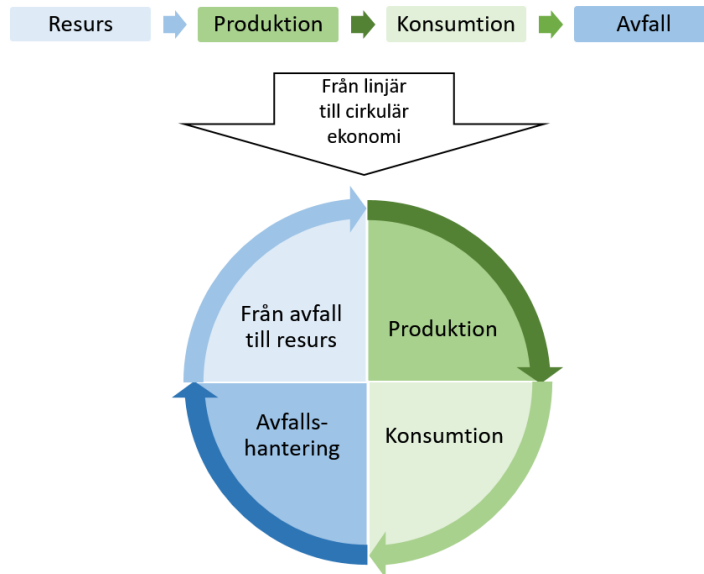 Resurs Produktion Konsumtion Avfall
Från linjär
till cirkulär
ekonomi
Från avfall
till resurs
Produktion
Avfalls-
hantering
Konsumtion